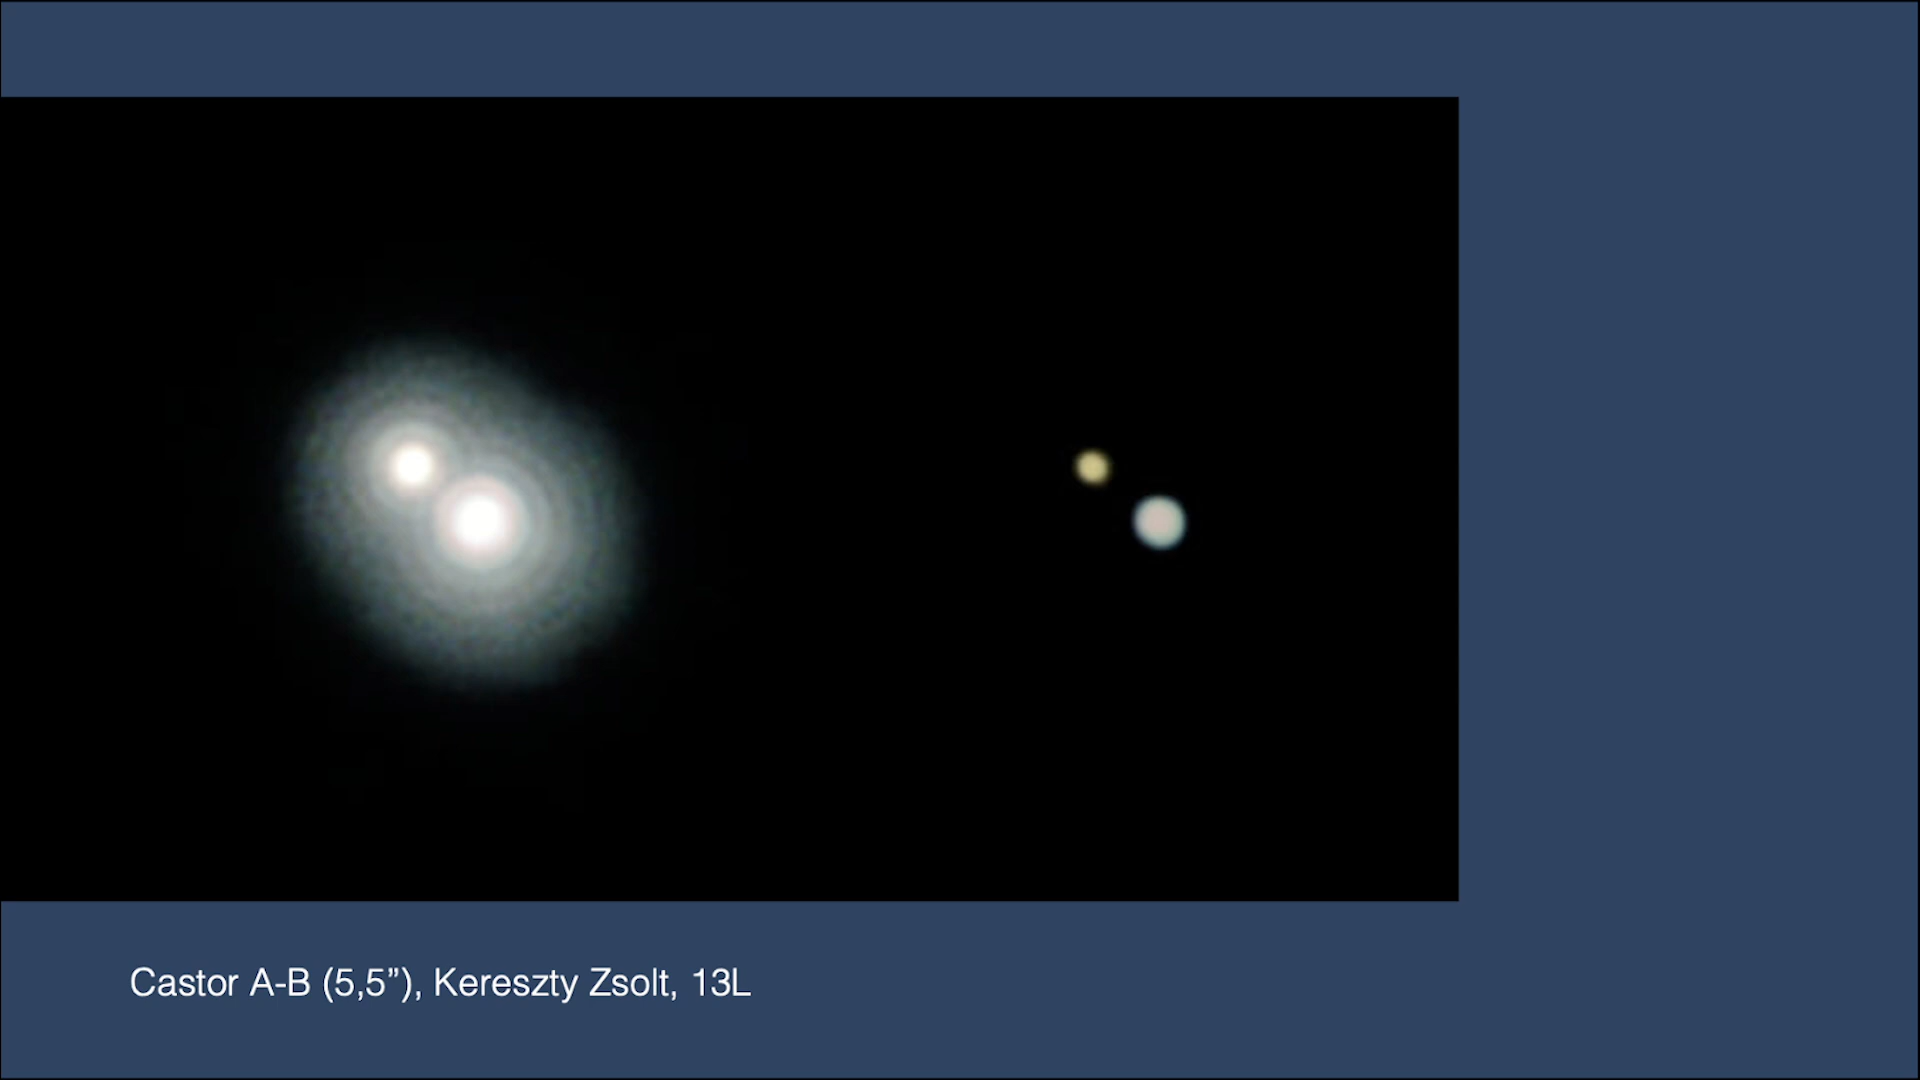 Castor A-B (5,5”), Kereszty Zsolt, 13L